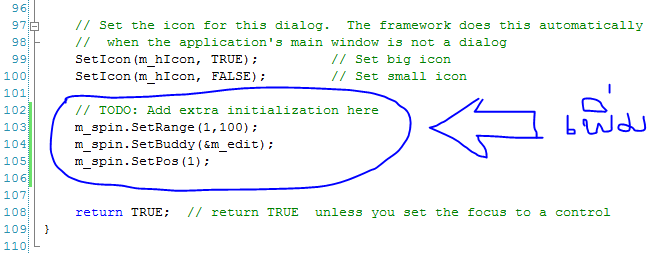 96
97 // Set the icon for this dialog.  The framework does this automatically
98 //  when the application's main window is not a dialog
99 SetIcon(m_hIcon, TRUE);         // Set big icon
100 SetIcon(m_hIcon, FALSE);        // Set small icon
101
102 // TODO: Add extra initialization here
103 m_spin.SetRange(1,100);
104 m_spin.SetBuddy(&m_edit);
105 m_spin.SetPos(1);
106
107
108 return TRUE;  // return TRUE  unless you set the focus to a control
109 }
110
เพิ่ม